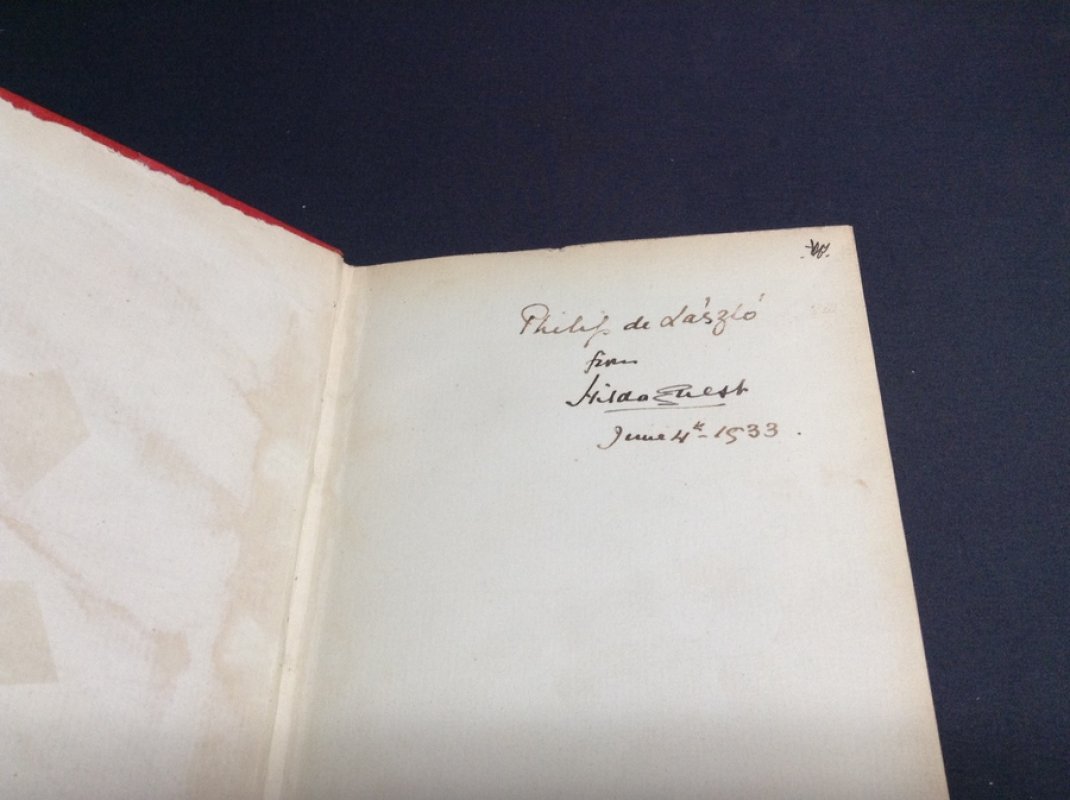 Philip de László
from
Hilda Guest
June 4th - 1933.